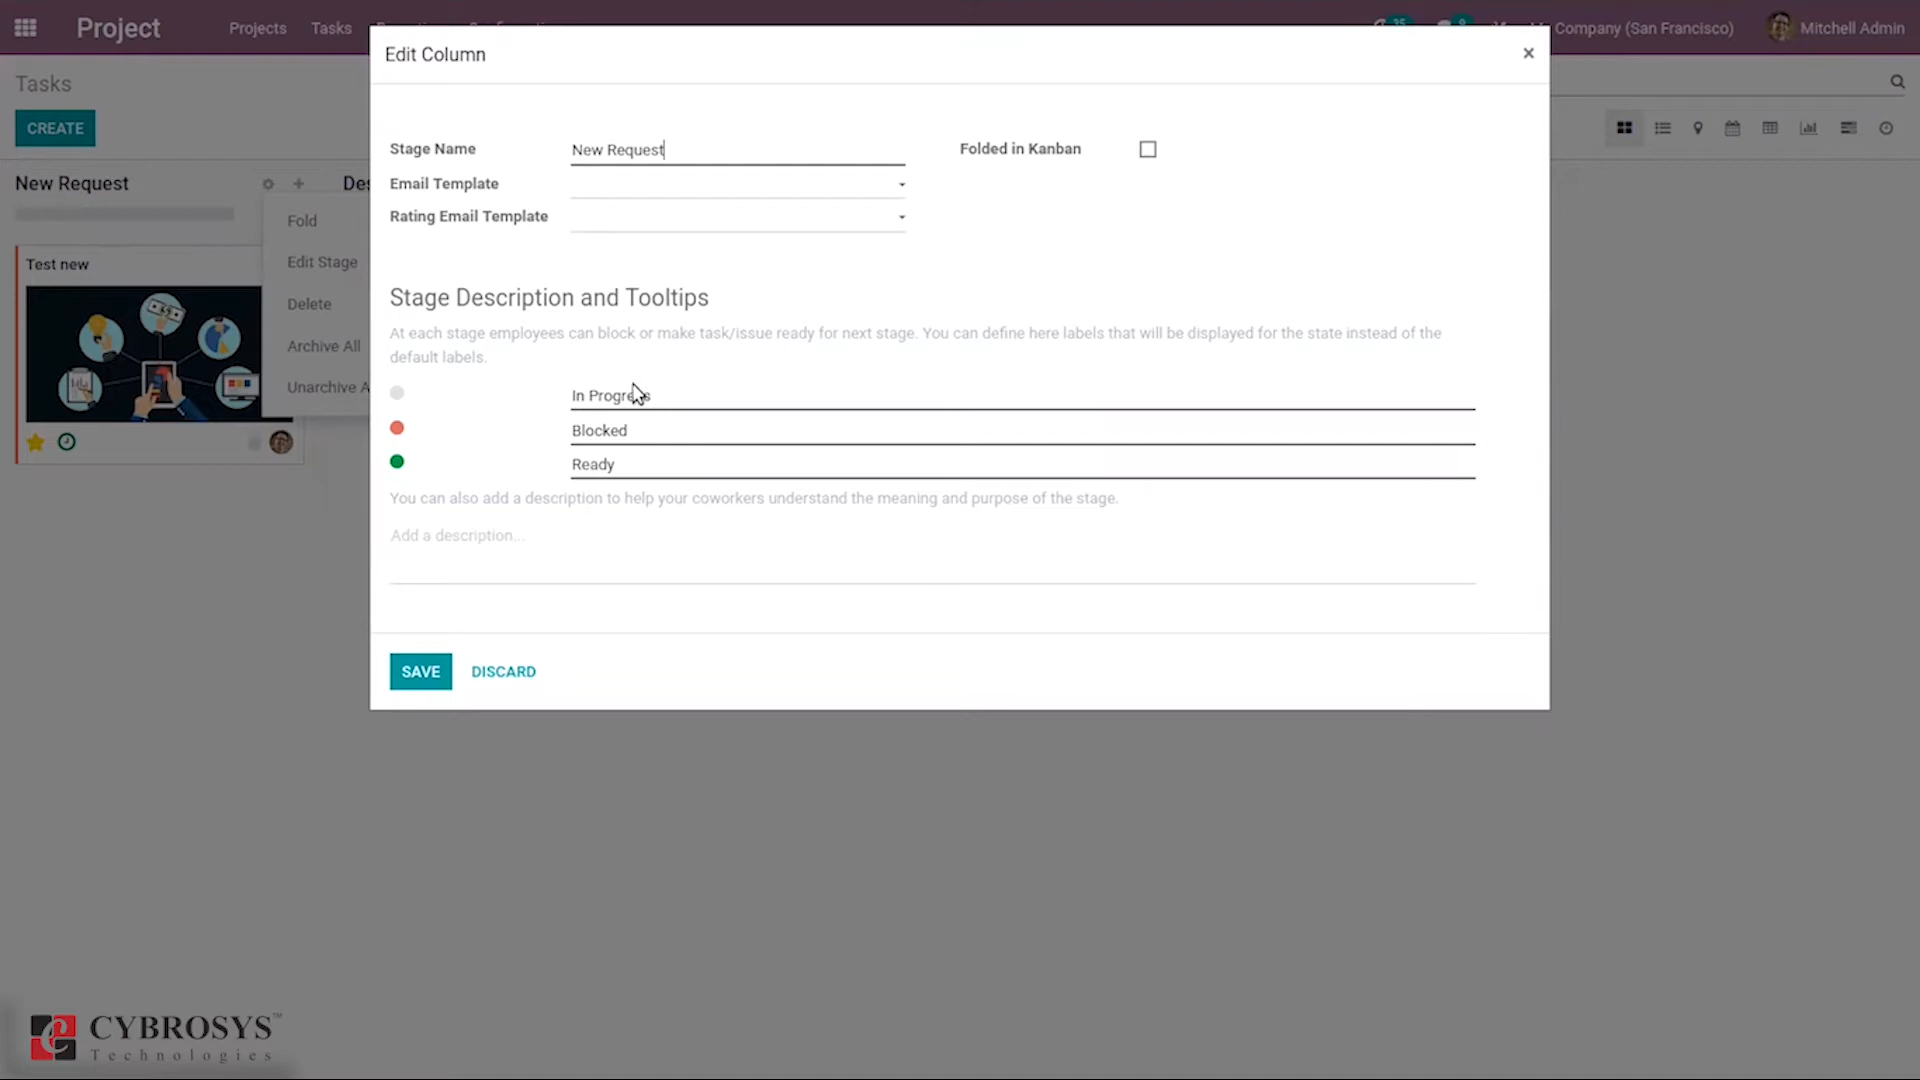 Project
Projects
Tasks
35
9
Company (San Francisco)
Mitchell Admin
Edit Column
×
Tasks
CREATE
Stage Name
New Request
Folded in Kanban
Email Template
Rating Email Template
New Request
Fold
Edit Stage
Delete
Archive All
Unarchive A
Test new
Stage Description and Tooltips
At each stage employees can block or make task/issue ready for next stage. You can define here labels that will be displayed for the state instead of the
default labels.
In Progress
Blocked
Ready
You can also add a description to help your coworkers understand the meaning and purpose of the stage.
Add a description...
SAVE
DISCARD
CYBROSYS™
Technologies